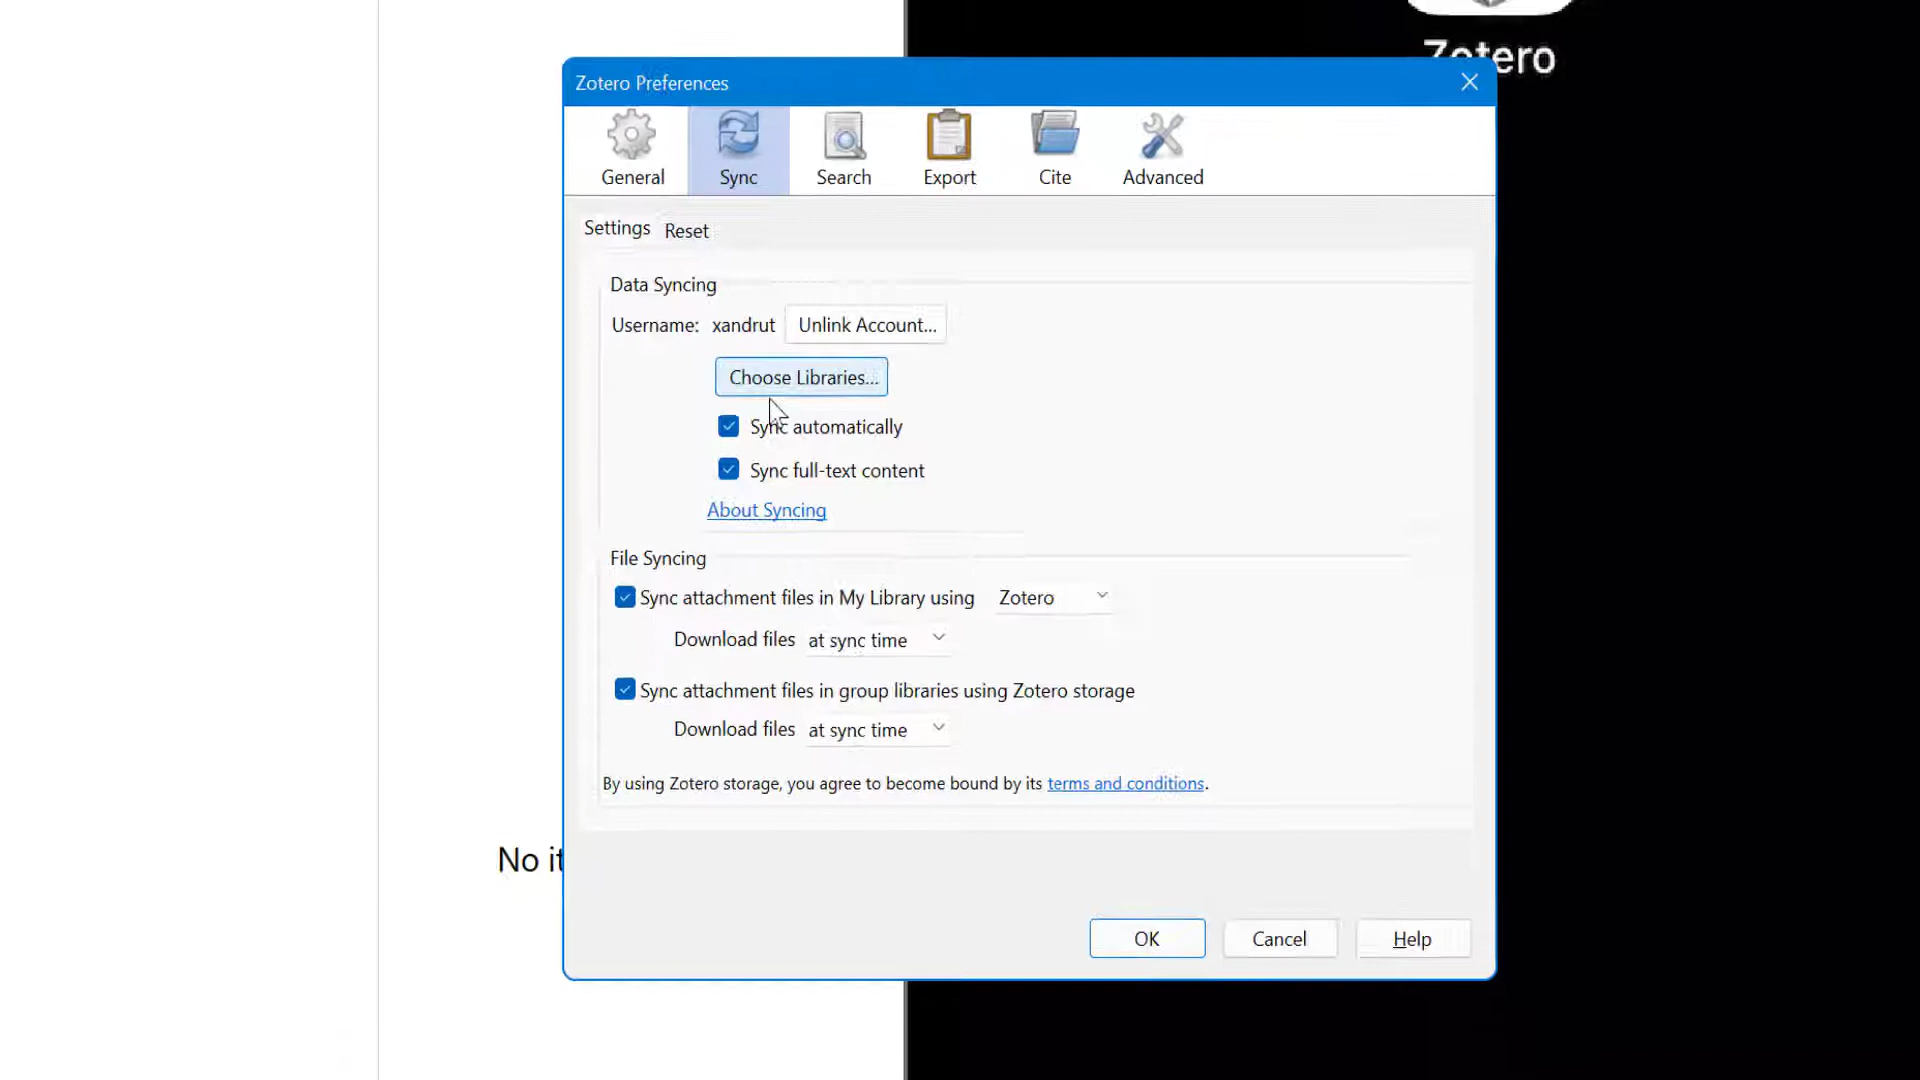 Zotero
Zotero Preferences
General Sync Search Export Cite Advanced
Settings Reset
Data Syncing
Username: xandrut Unlink Account...
Choose Libraries...
Sync automatically
Sync full-text content
About Syncing
File Syncing
Sync attachment files in My Library using Zotero
Download files at sync time
Sync attachment files in group libraries using Zotero storage
Download files at sync time
By using Zotero storage, you agree to become bound by its terms and conditions.
No it
OK Cancel Help